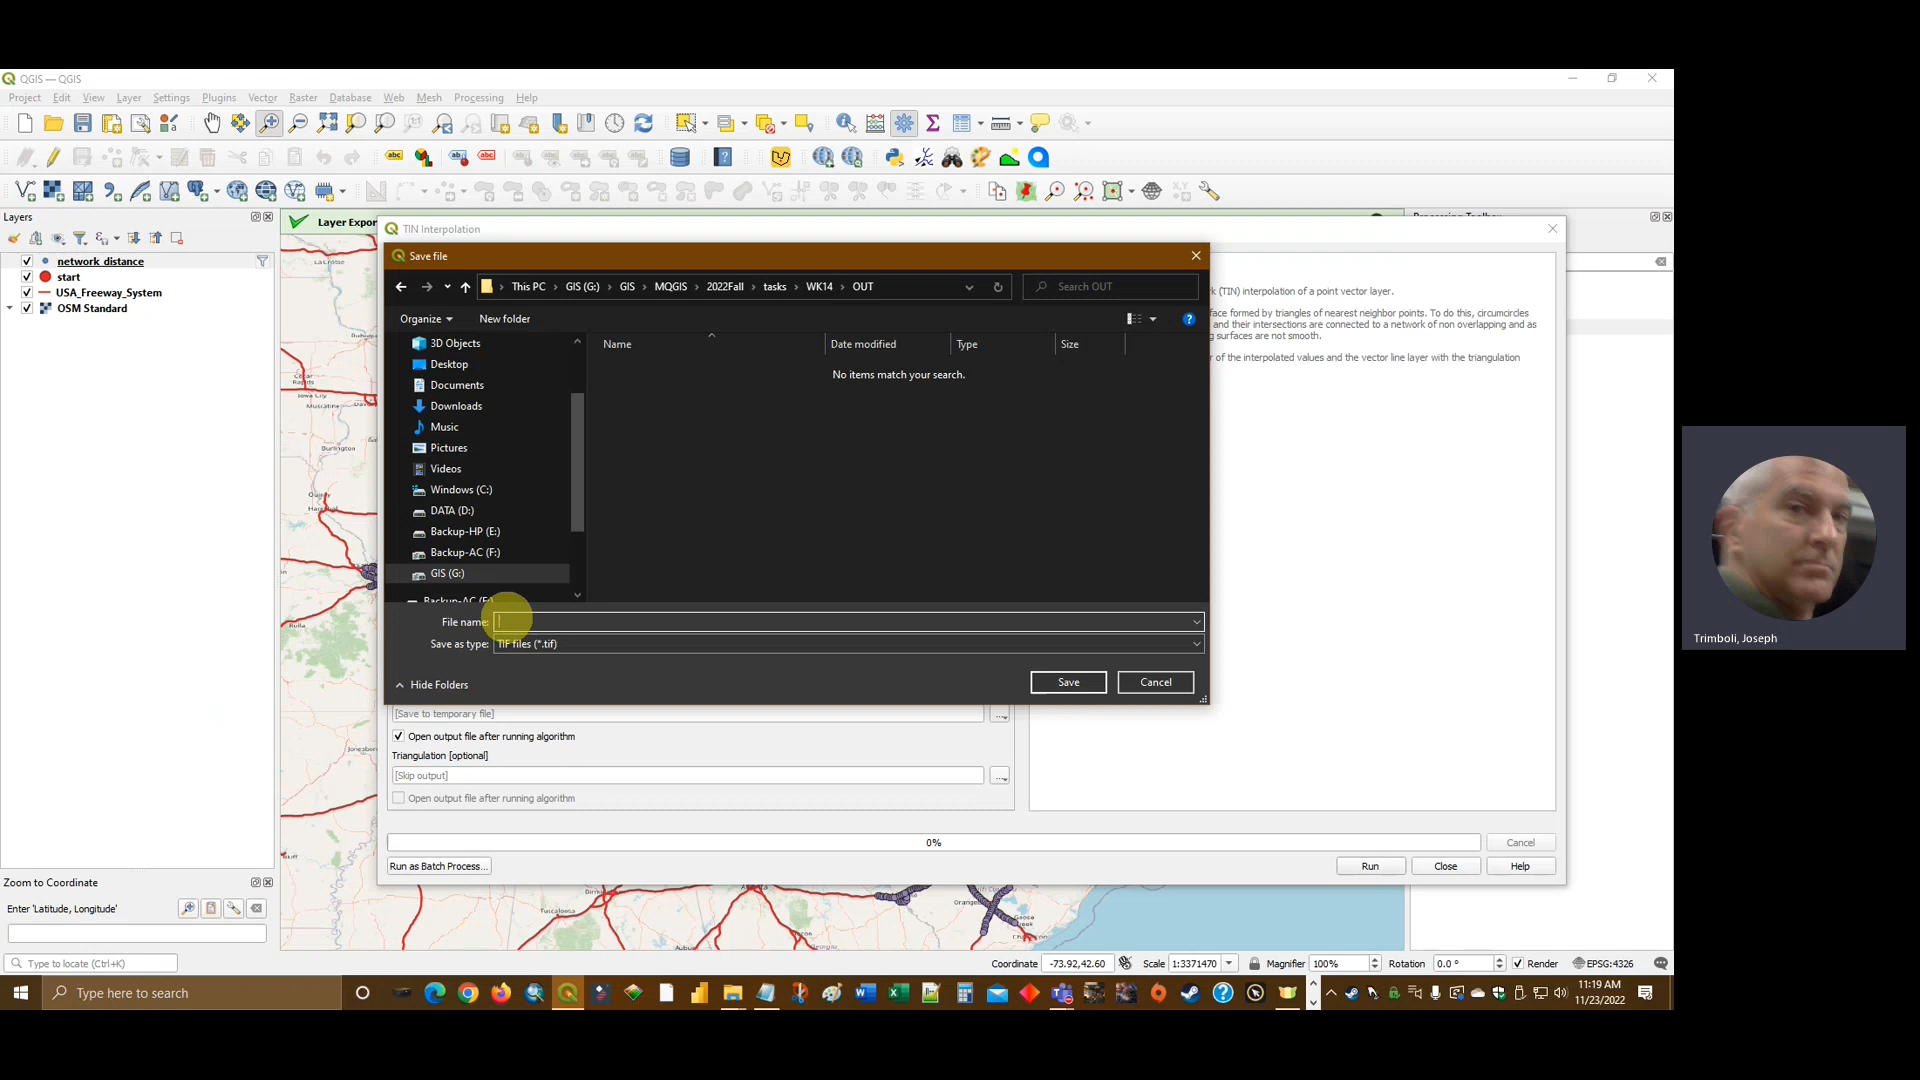 QGIS — QGIS
Project Edit View Layer Settings Plugins Vector Raster Database Web Mesh Processing Help
Layers
network distance
start
USA_Freeway_System
OSM Standard
Layer Expor
TIN Interpolation
Save file
This PC › GIS (G:) › GIS › MQGIS › 2022Fall › tasks › WK14 › OUT
Search OUT
Organize
New folder
3D Objects
Desktop
Documents
Downloads
Music
Pictures
Videos
Windows (C:)
DATA (D:)
Backup-HP (E:)
Backup-AC (F:)
GIS (G:)
Name Date modified Type Size
No items match your search.
File name:
Save as type: TIF files (*.tif)
Hide Folders
Save
Cancel
k (TIN) interpolation of a point vector layer.
face formed by triangles of nearest neighbor points. To do this, circumcircles
and their intersections are connected to a network of non overlapping and as
g surfaces are not smooth.
r of the interpolated values and the vector line layer with the triangulation
[Save to temporary file]
Open output file after running algorithm
Triangulation [optional]
[Skip output]
Open output file after running algorithm
0%
Cancel
Run as Batch Process...
Run
Close
Help
Zoom to Coordinate
Enter 'Latitude, Longitude'
Type to locate (Ctrl+K)
Coordinate -73.92,42.60
Scale 1:3371470
Magnifier 100%
Rotation 0.0 °
Render
EPSG:4326
Type here to search
11:19 AM
11/23/2022
Trimboli, Joseph